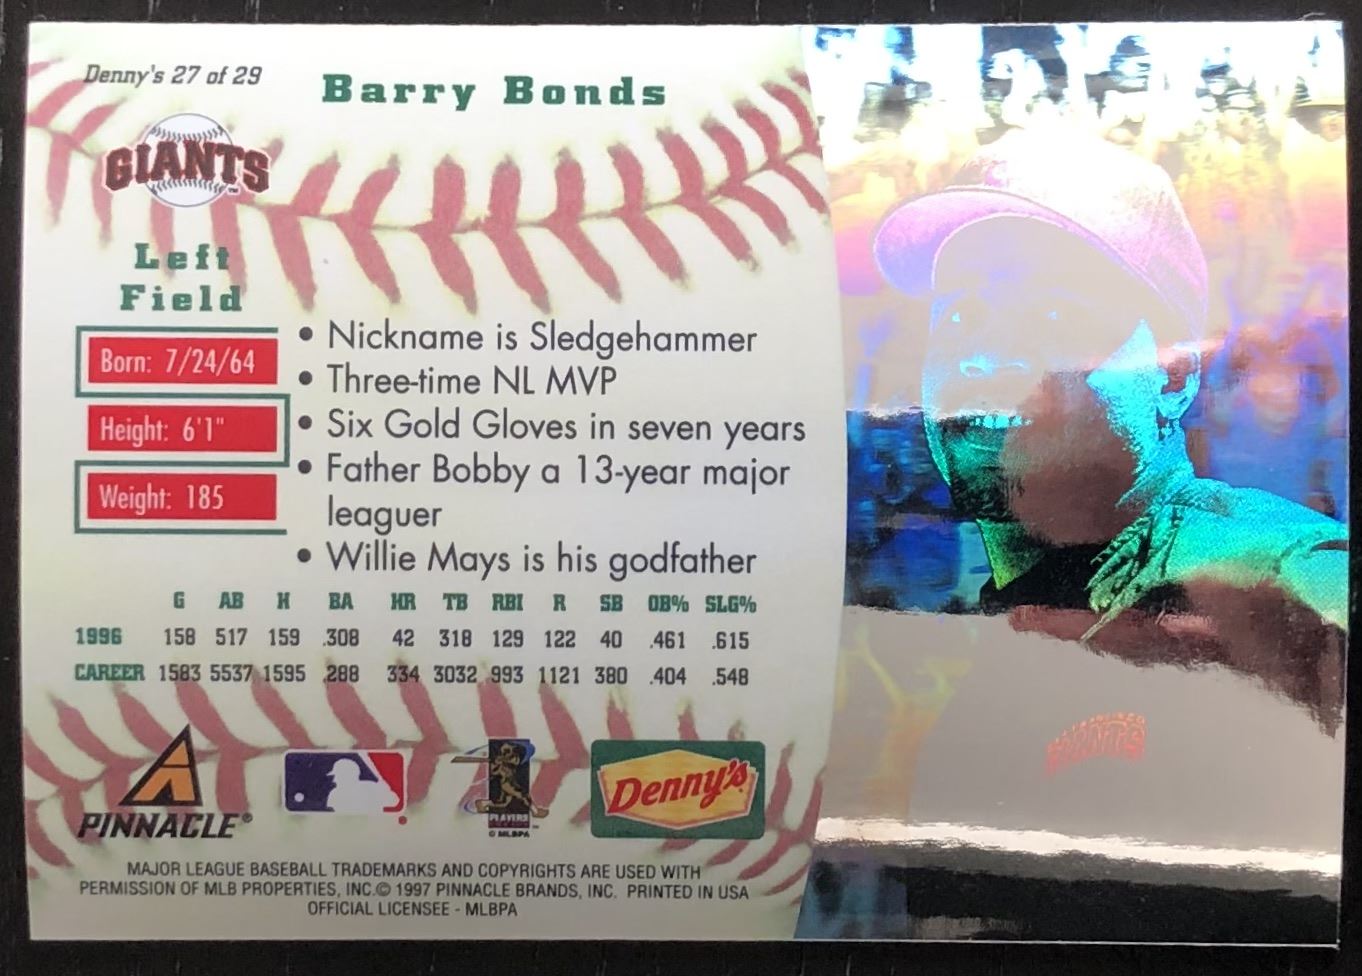 Denny's 27 of 29
Barry Bonds
GIANTS
Left
Field
Born: 7/24/64
Height: 6'1"
Weight: 185
• Nickname is Sledgehammer
• Three-time NL MVP
• Six Gold Gloves in seven years
• Father Bobby a 13-year major
leaguer
• Willie Mays is his godfather
G AB H BA HR TB RBI R SB OB% SLG%
1996 158 517 159 .308 42 318 129 122 40 .461 .615
CAREER 1583 5537 1595 .288 334 3032 993 1121 380 .404 .548
PINNACLE®
PLAYERS
© MLBPA
Denny's
MAJOR LEAGUE BASEBALL TRADEMARKS AND COPYRIGHTS ARE USED WITH
PERMISSION OF MLB PROPERTIES, INC.© 1997 PINNACLE BRANDS, INC. PRINTED IN USA
OFFICIAL LICENSEE - MLBPA
GIANTS